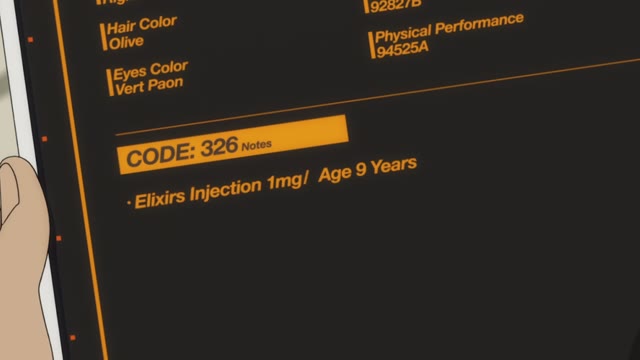 Hair Color
Olive
Eyes Color
Vert Paon
92827B
Physical Performance
94525A
CODE: 326 Notes
· Elixirs Injection 1mg/ Age 9 Years